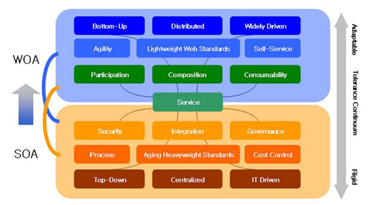 Bottom-Up Distributed Widely Driven
Agility Lightweight Web Standards Self-Service
WOA
Participation Composition Consumability
Service
Security Integration Governance
SOA
Process Aging Heavyweight Standards Cost Control
Top-Down Centralized IT Driven
Adaptable
Tolerance Continuum
Rigid